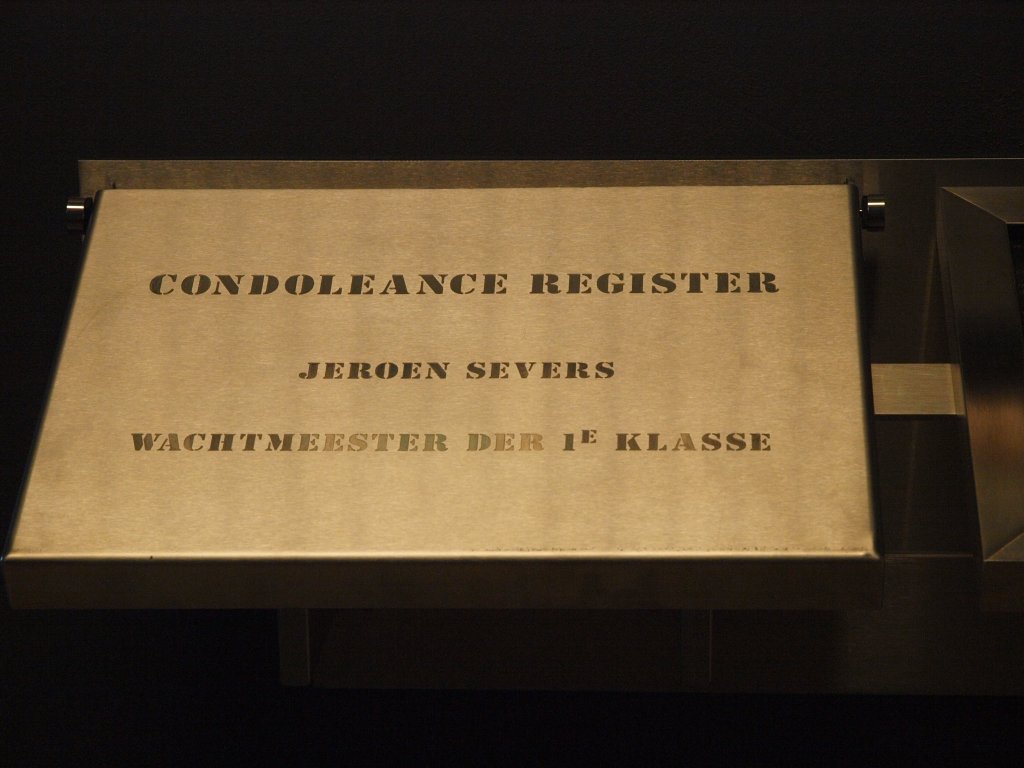 CONDOLEANCE REGISTER
JEROEN SEVERS
WACHTMEESTER DER 1E KLASSE